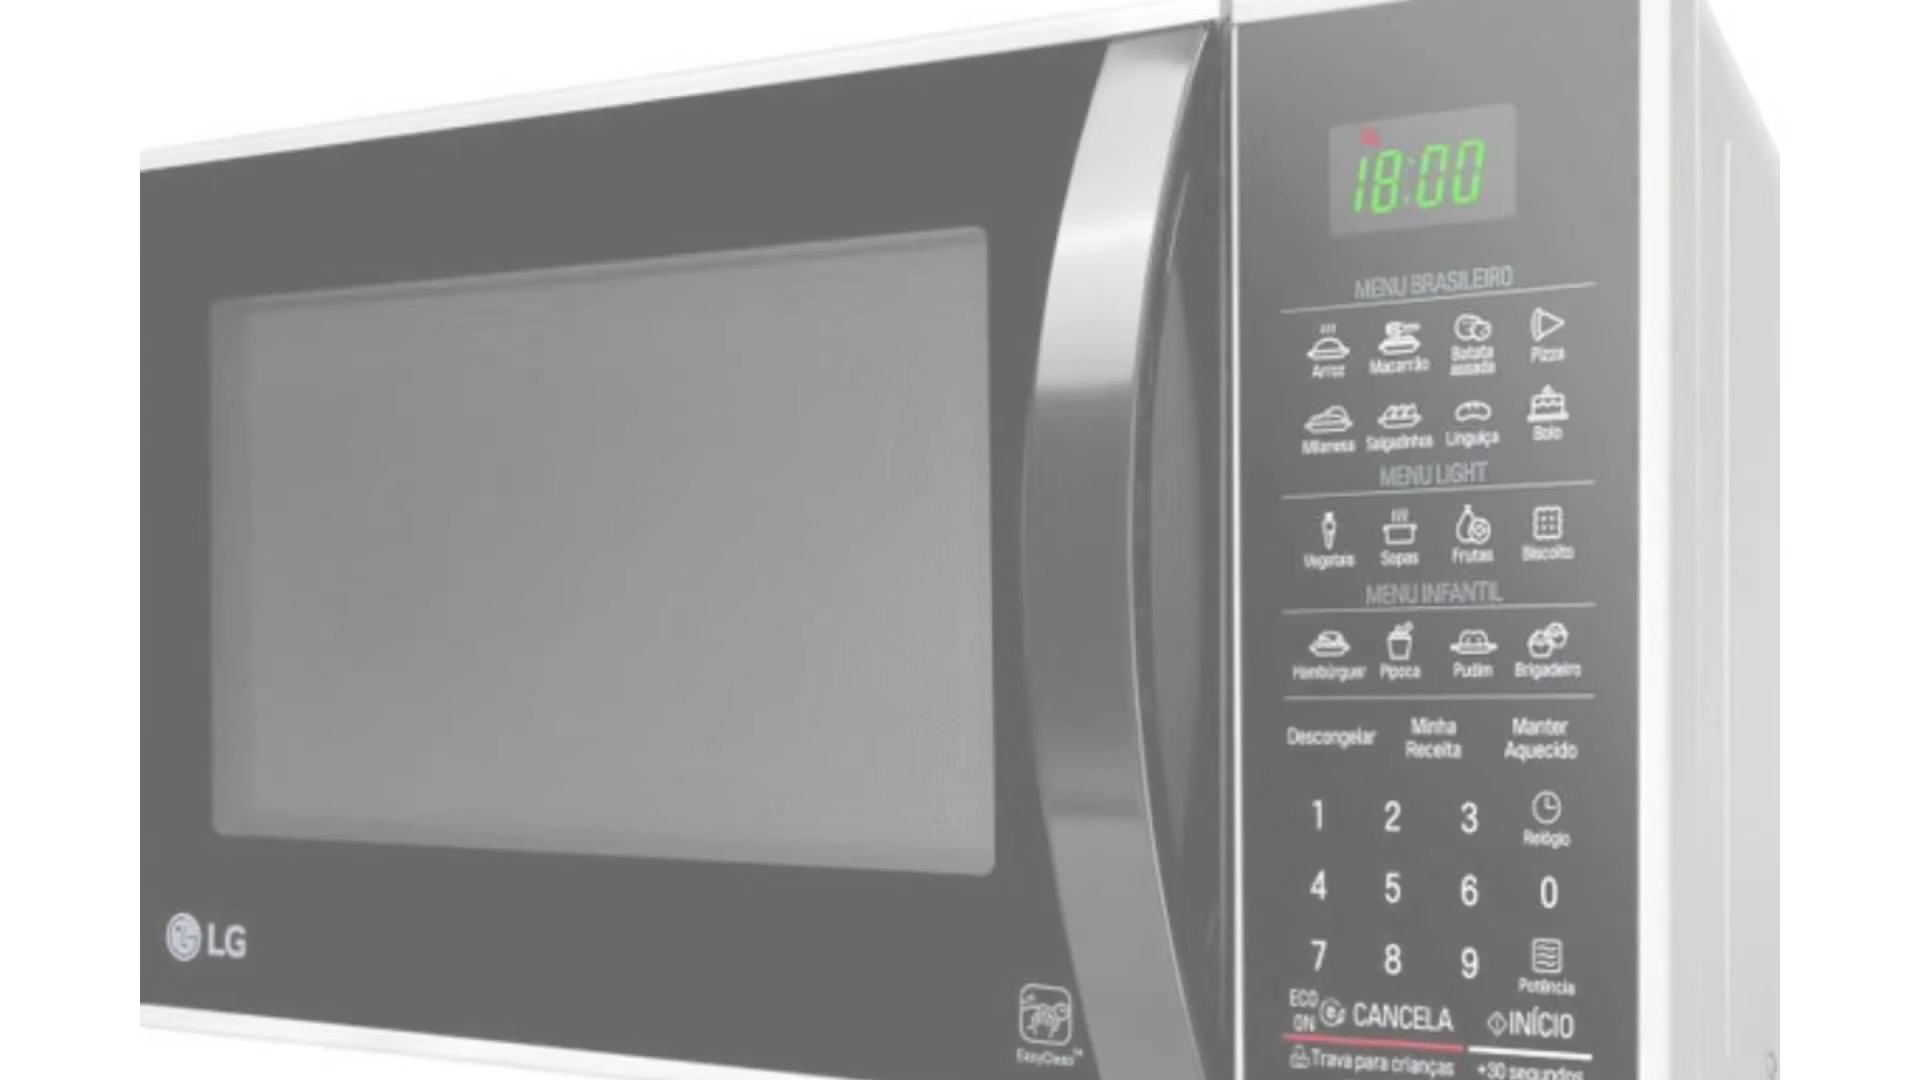 18:00
MENU BRASILEIRO
Arroz Macarrão Batata assada Pizza
Milanesa Salgadinhos Linguiça Bolo
MENU LIGHT
Vegetais Sopas Frutas Biscoito
MENU INFANTIL
Hambúrguer Pipoca Pudim Brigadeiro
Descongelar Minha Receita Manter Aquecido
1 2 3 Relógio
4 5 6 0
7 8 9 Potência
ECO ON CANCELA INÍCIO
Trava para crianças +30 segundos
LG
EasyClean™